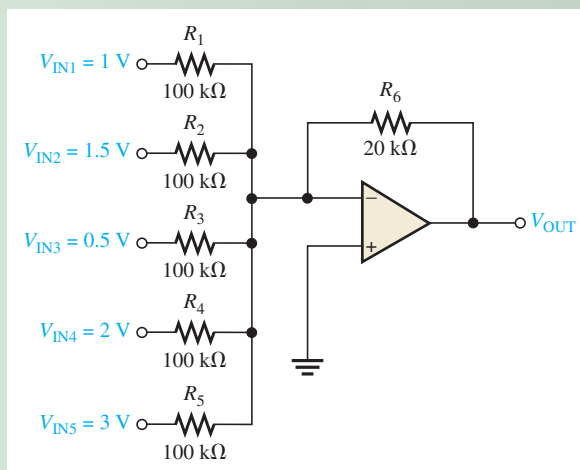 R1
VIN1 = 1 V
100 kΩ
R2
VIN2 = 1.5 V
100 kΩ
R3
VIN3 = 0.5 V
100 kΩ
R4
VIN4 = 2 V
100 kΩ
R5
VIN5 = 3 V
100 kΩ
R6
20 kΩ
−
+
VOUT